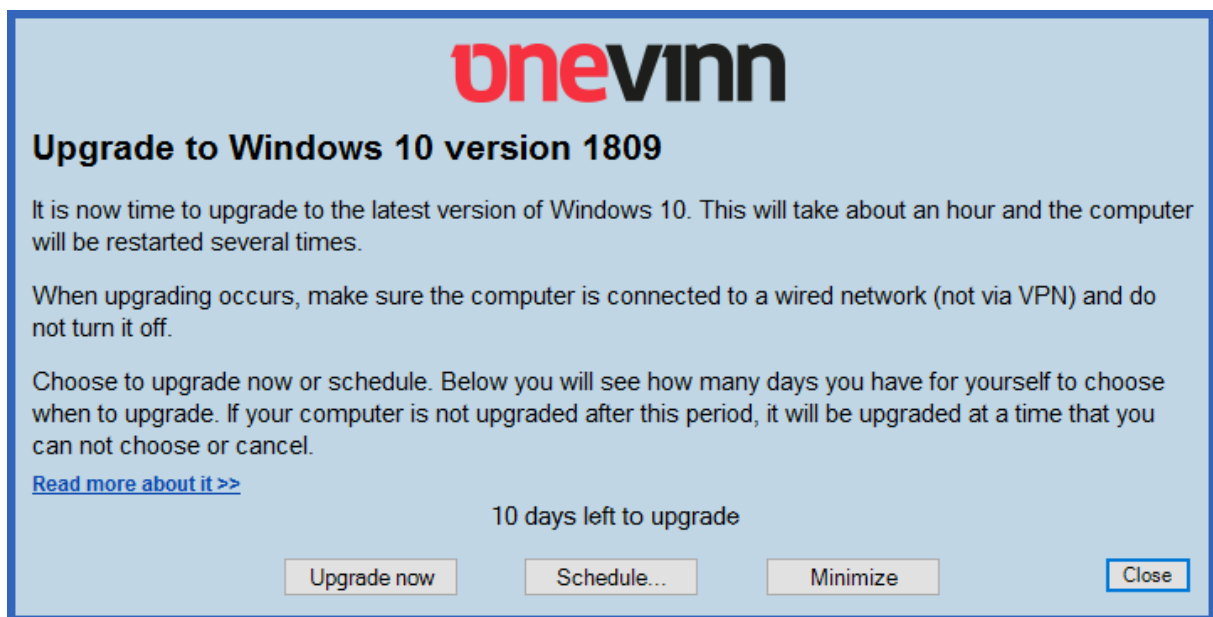 onevinn
Upgrade to Windows 10 version 1809
It is now time to upgrade to the latest version of Windows 10. This will take about an hour and the computer
will be restarted several times.
When upgrading occurs, make sure the computer is connected to a wired network (not via VPN) and do
not turn it off.
Choose to upgrade now or schedule. Below you will see how many days you have for yourself to choose
when to upgrade. If your computer is not upgraded after this period, it will be upgraded at a time that you
can not choose or cancel.
Read more about it >>
10 days left to upgrade
Upgrade now Schedule... Minimize Close